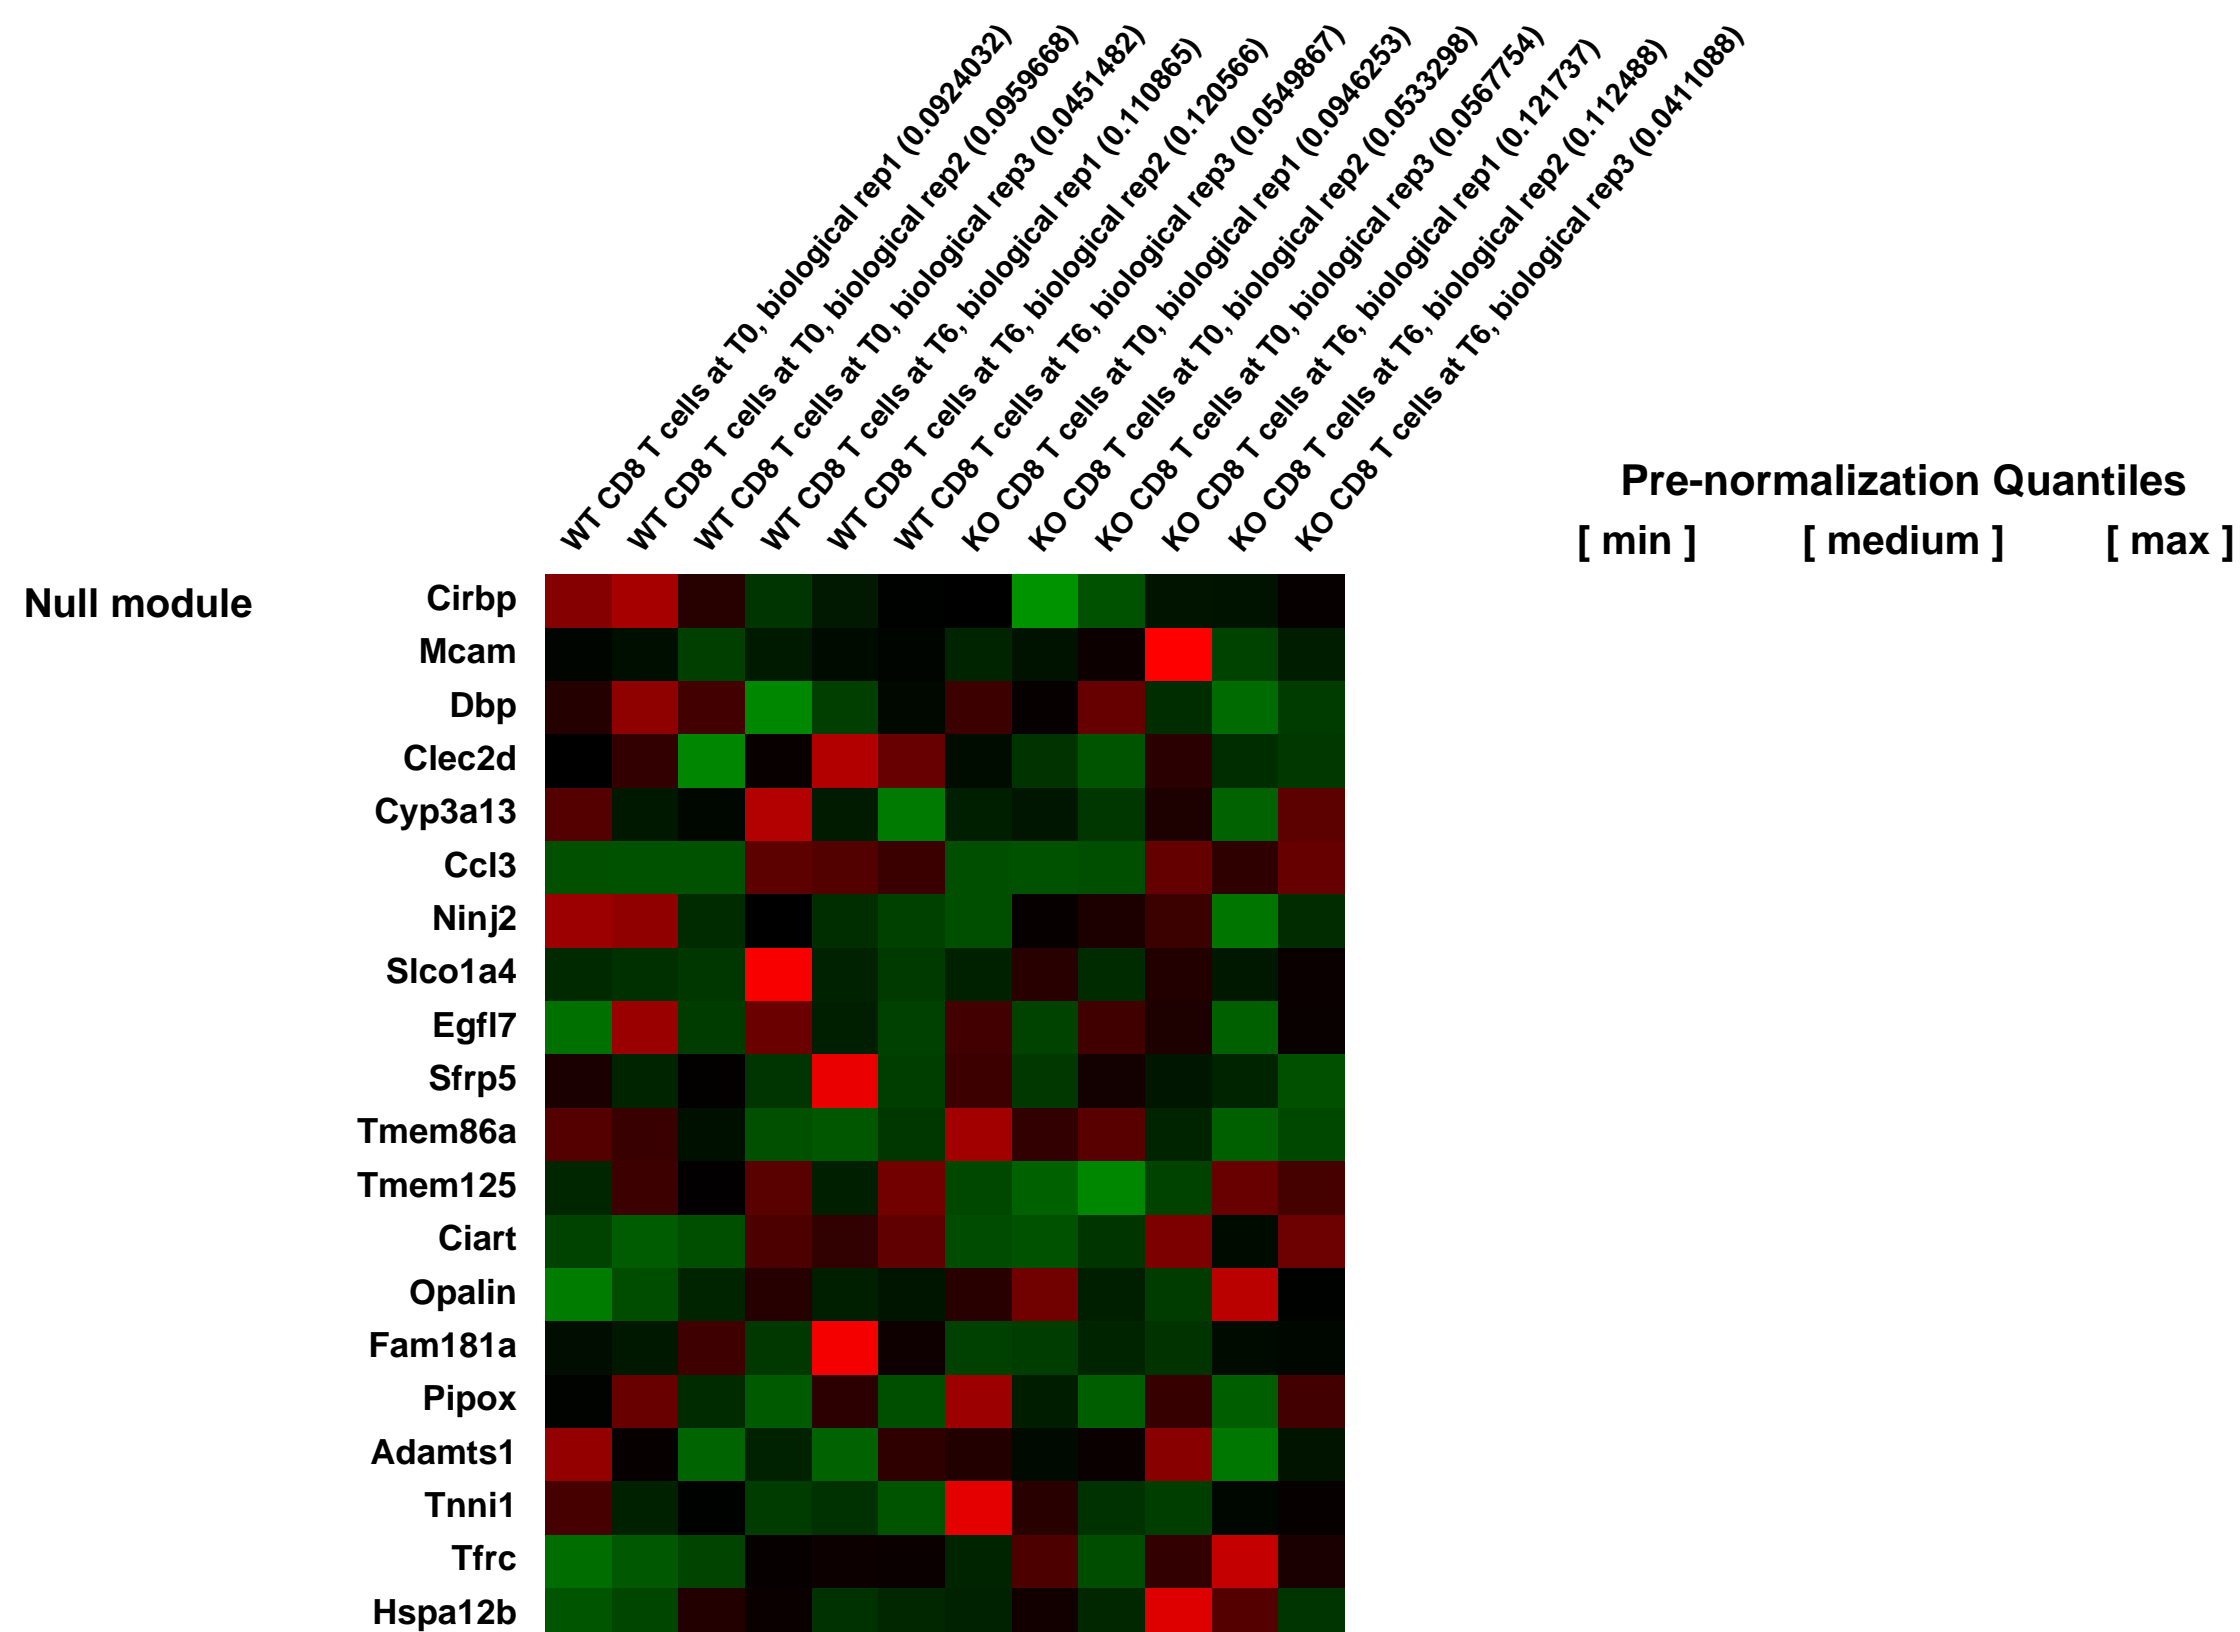 WT CD8 T cells at T0, biological rep1 (0.0924032)
WT CD8 T cells at T0, biological rep2 (0.0959668)
WT CD8 T cells at T0, biological rep3 (0.0451482)
WT CD8 T cells at T6, biological rep1 (0.110865)
WT CD8 T cells at T6, biological rep2 (0.120566)
WT CD8 T cells at T6, biological rep3 (0.0549867)
KO CD8 T cells at T0, biological rep1 (0.0946253)
KO CD8 T cells at T0, biological rep2 (0.0533298)
KO CD8 T cells at T0, biological rep3 (0.0567754)
KO CD8 T cells at T6, biological rep1 (0.121737)
KO CD8 T cells at T6, biological rep2 (0.112488)
KO CD8 T cells at T6, biological rep3 (0.0411088)
Pre-normalization Quantiles
[ min ] [ medium ] [ max ]
Null module
Cirbp
Mcam
Dbp
Clec2d
Cyp3a13
Ccl3
Ninj2
Slco1a4
Egfl7
Sfrp5
Tmem86a
Tmem125
Ciart
Opalin
Fam181a
Pipox
Adamts1
Tnni1
Tfrc
Hspa12b